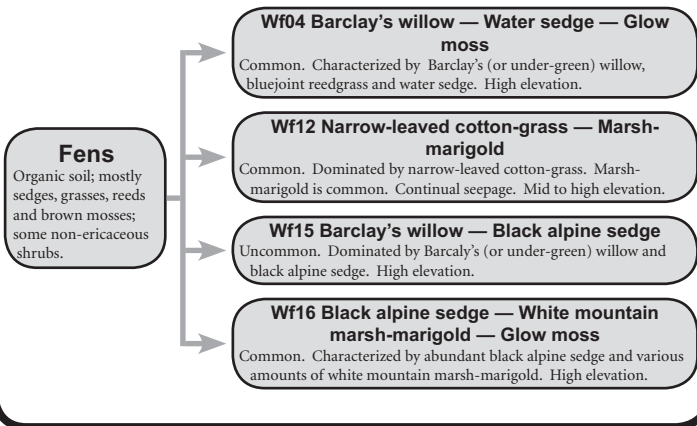 Fens
Organic soil; mostly
sedges, grasses, reeds
and brown mosses;
some non-ericaceous
shrubs.
Wf04 Barclay's willow — Water sedge — Glow
moss
Common. Characterized by Barclay's (or under-green) willow,
bluejoint reedgrass and water sedge. High elevation.
Wf12 Narrow-leaved cotton-grass — Marsh-
marigold
Common. Dominated by narrow-leaved cotton-grass. Marsh-
marigold is common. Continual seepage. Mid to high elevation.
Wf15 Barclay's willow — Black alpine sedge
Uncommon. Dominated by Barcaly's (or under-green) willow and
black alpine sedge. High elevation.
Wf16 Black alpine sedge — White mountain
marsh-marigold — Glow moss
Common. Characterized by abundant black alpine sedge and various
amounts of white mountain marsh-marigold. High elevation.